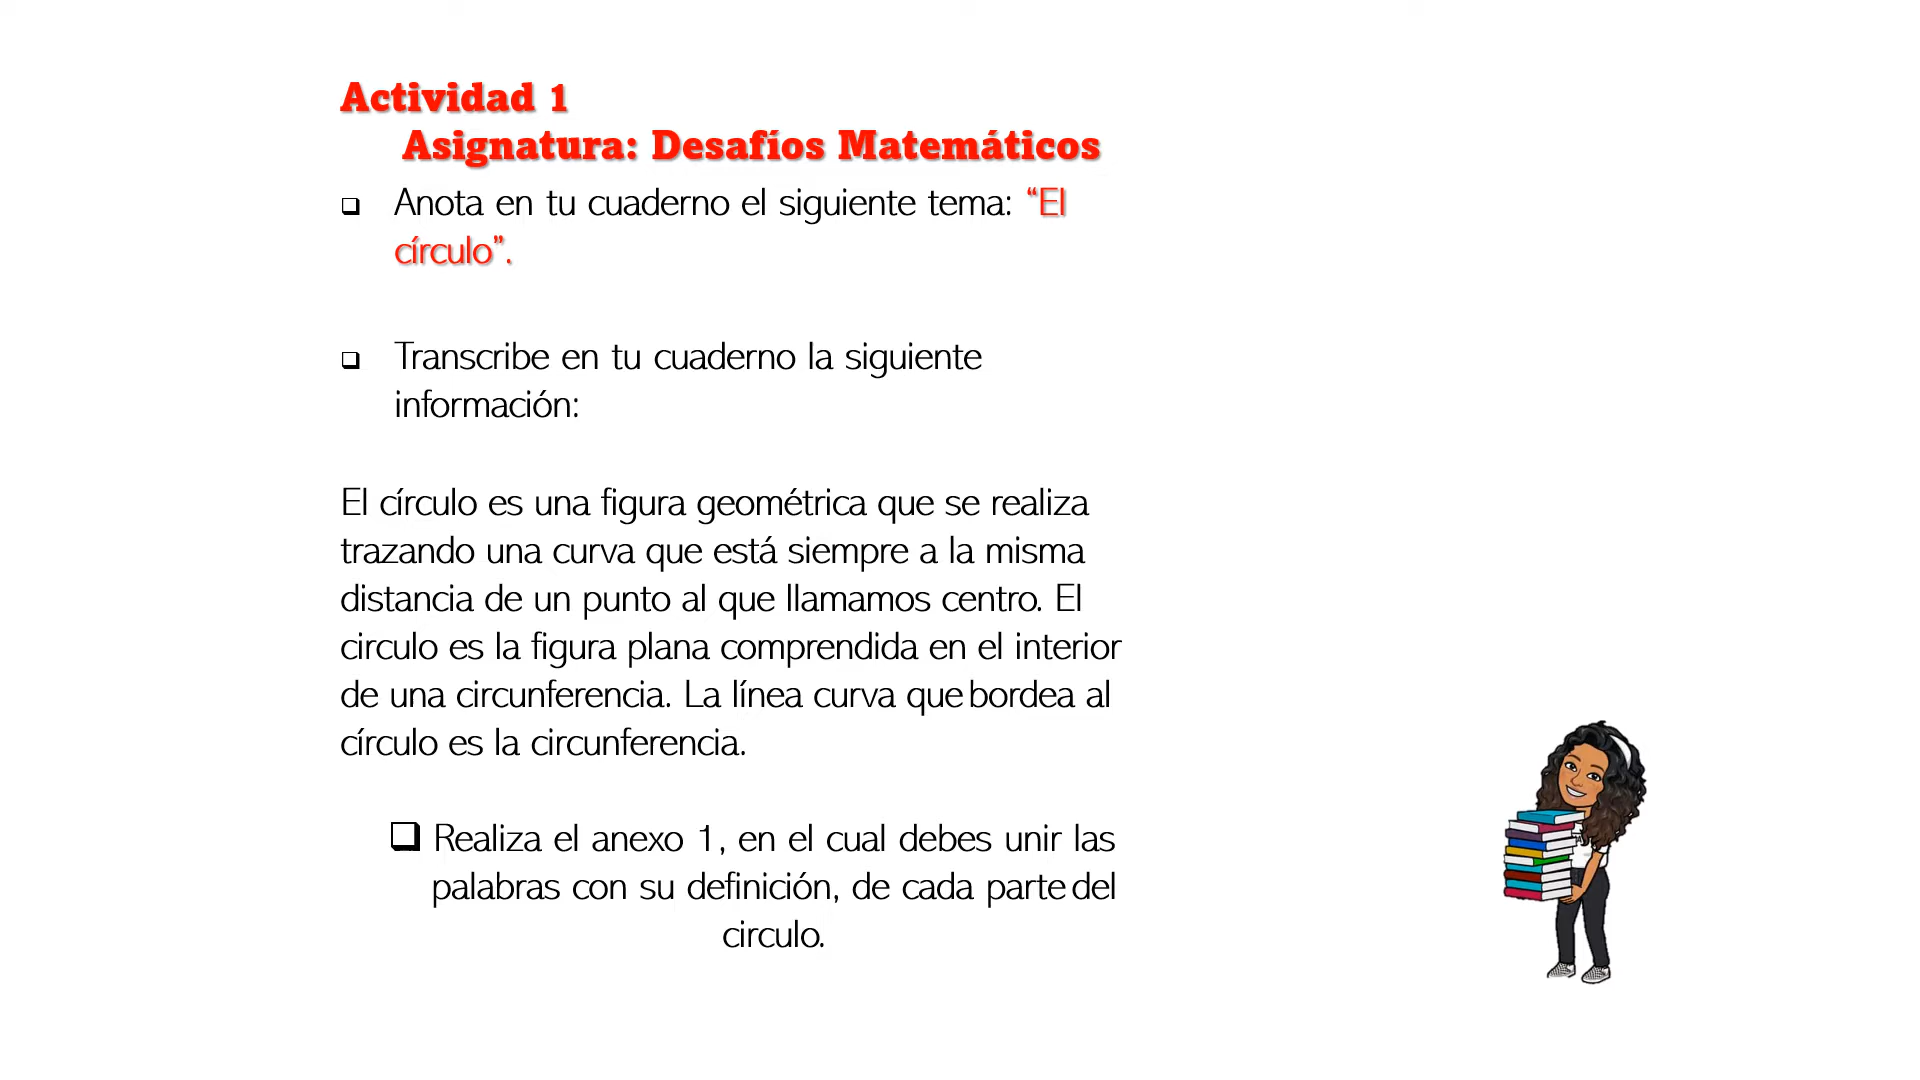 Actividad 1
Asignatura: Desafíos Matemáticos
❑ Anota en tu cuaderno el siguiente tema: “El
círculo”.
❑ Transcribe en tu cuaderno la siguiente
información:
El círculo es una figura geométrica que se realiza
trazando una curva que está siempre a la misma
distancia de un punto al que llamamos centro. El
circulo es la figura plana comprendida en el interior
de una circunferencia. La línea curva que bordea al
círculo es la circunferencia.
❑ Realiza el anexo 1, en el cual debes unir las
palabras con su definición, de cada parte del
circulo.